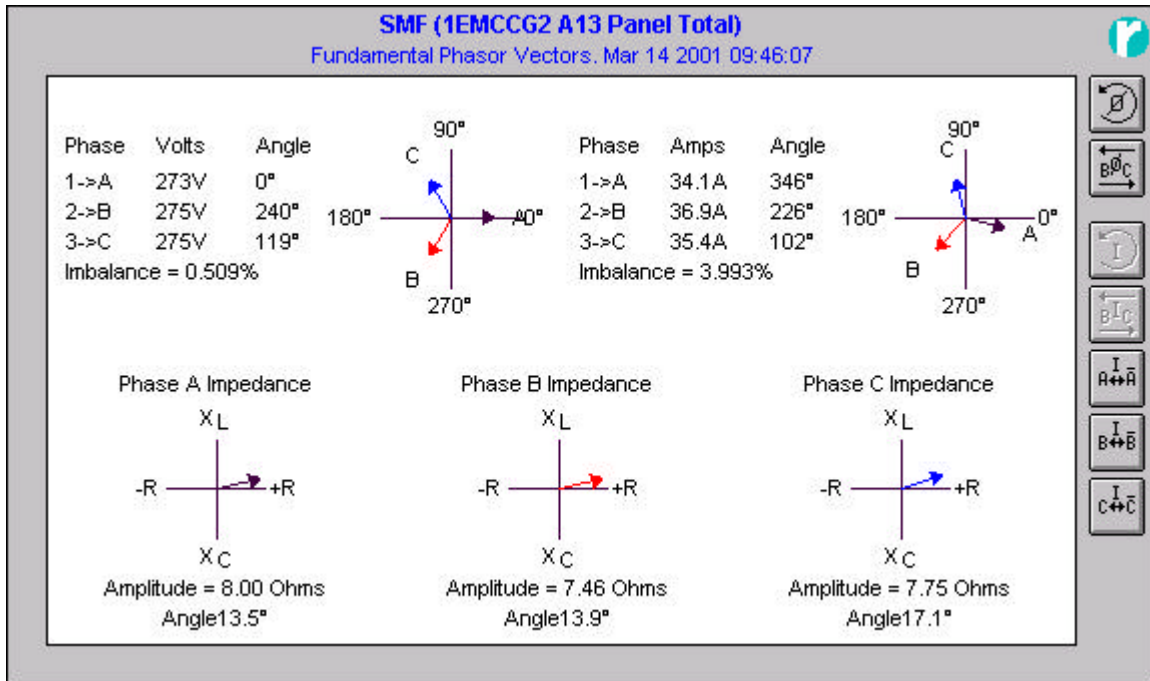 SMF (1EMCCG2 A13 Panel Total)
Fundamental Phasor Vectors. Mar 14 2001 09:46:07
r
Phase Volts Angle
1->A 273V 0°
2->B 275V 240°
3->C 275V 119°
Imbalance = 0.509%
90°
C
180° A0°
B
270°
Phase Amps Angle
1->A 34.1A 346°
2->B 36.9A 226°
3->C 35.4A 102°
Imbalance = 3.993%
90°
C
180° 0°
A
B
270°
Phase A Impedance
XL
-R +R
XC
Amplitude = 8.00 Ohms
Angle13.5°
Phase B Impedance
XL
-R +R
XC
Amplitude = 7.46 Ohms
Angle13.9°
Phase C Impedance
XL
-R +R
XC
Amplitude = 7.75 Ohms
Angle17.1°
Ø
BØC
I
BIC
I
A↔Ā
I
B↔B̄
I
C↔C̄